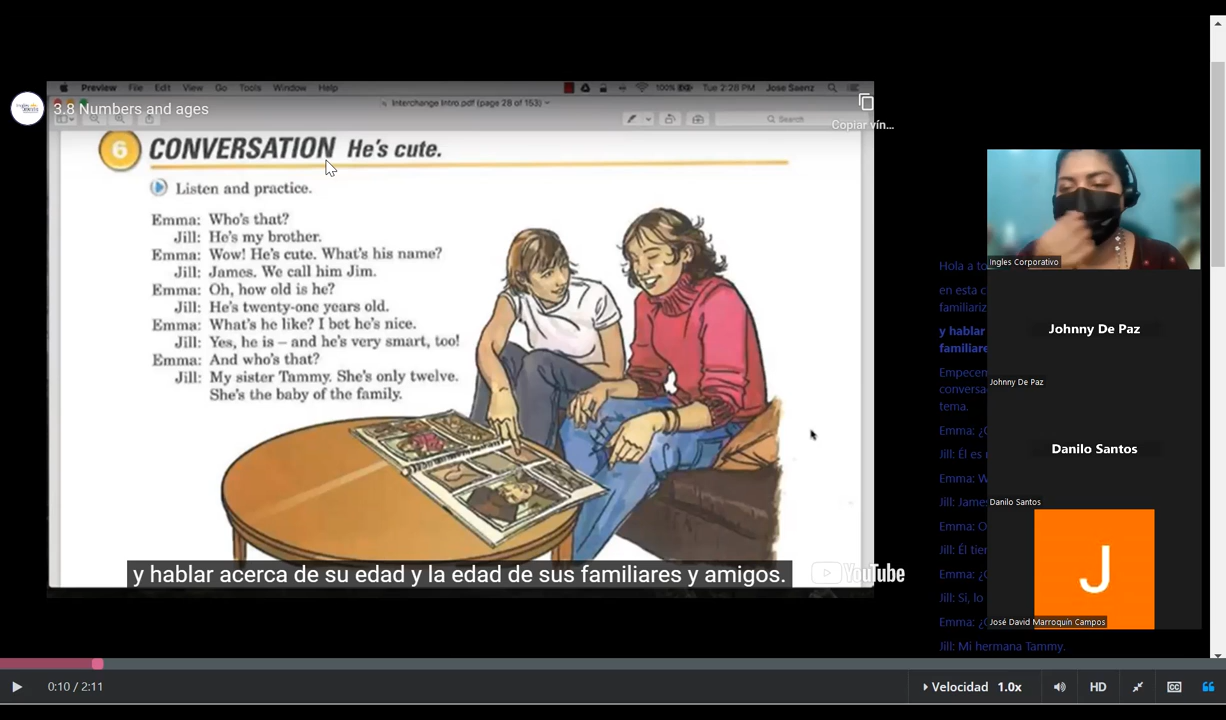 Preview File Edit View Go Tools Window Help 100% Tue 2:28 PM Jose Saenz
3.8 Numbers and ages
Interchange Intro.pdf (page 28 of 153)
Search
Copiar vín...
6 CONVERSATION He's cute.
Listen and practice.
Emma: Who's that?
Jill: He's my brother.
Emma: Wow! He's cute. What's his name?
Jill: James. We call him Jim.
Emma: Oh, how old is he?
Jill: He's twenty-one years old.
Emma: What's he like? I bet he's nice.
Jill: Yes, he is – and he's very smart, too!
Emma: And who's that?
Jill: My sister Tammy. She's only twelve.
She's the baby of the family.
y hablar acerca de su edad y la edad de sus familiares y amigos.
YouTube
Hola a to
en esta c
familiariz
y hablar
familiare
Empecem
conversa
tema.
Emma: ¿
Jill: Él es
Emma: W
Jill: Jame
Emma: O
Jill: Él tien
Emma: ¿
Jill: Si, lo
Emma: ¿
Jill: Mi hermana Tammy.
Ingles Corporativo
Johnny De Paz
Johnny De Paz
Danilo Santos
Danilo Santos
J
José David Marroquín Campos
0:10 / 2:11
Velocidad 1.0x
HD
CC